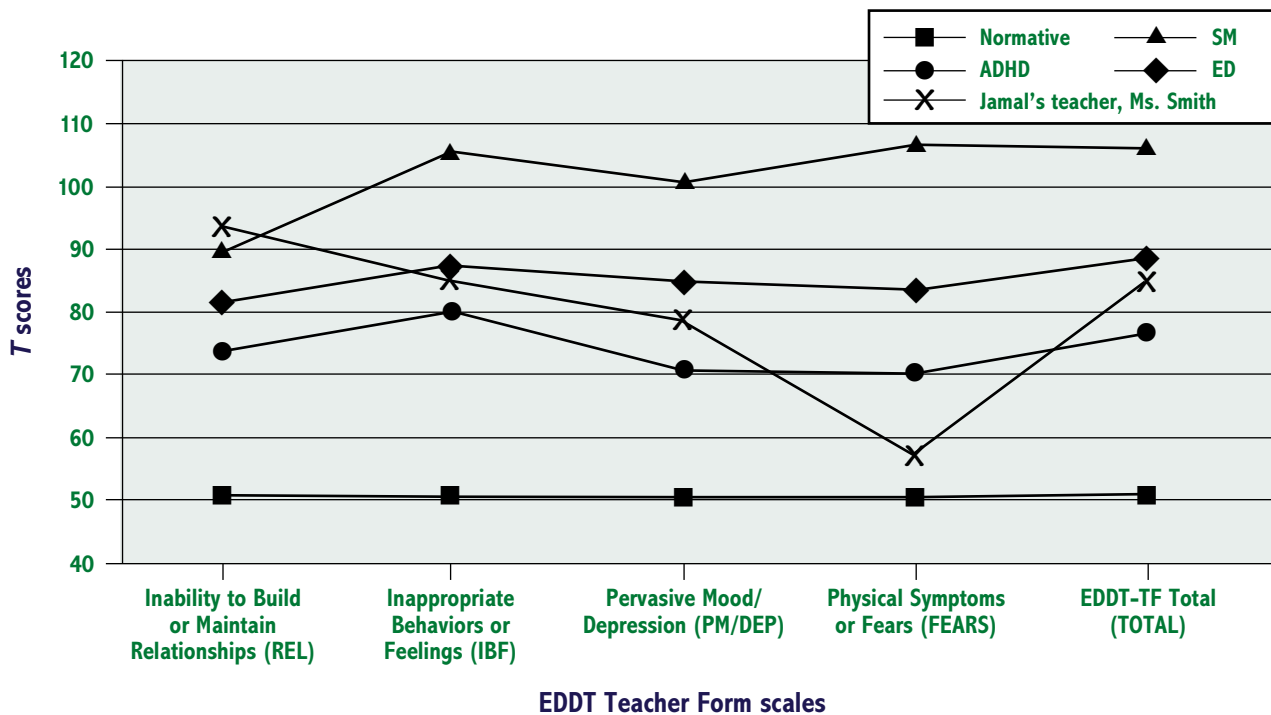 Normative
SM
ADHD
ED
Jamal's teacher, Ms. Smith
120
110
100
90
80
70
60
50
40
T scores
Inability to Build
or Maintain
Relationships (REL)
Inappropriate
Behaviors or
Feelings (IBF)
Pervasive Mood/
Depression (PM/DEP)
Physical Symptoms
or Fears (FEARS)
EDDT–TF Total
(TOTAL)
EDDT Teacher Form scales